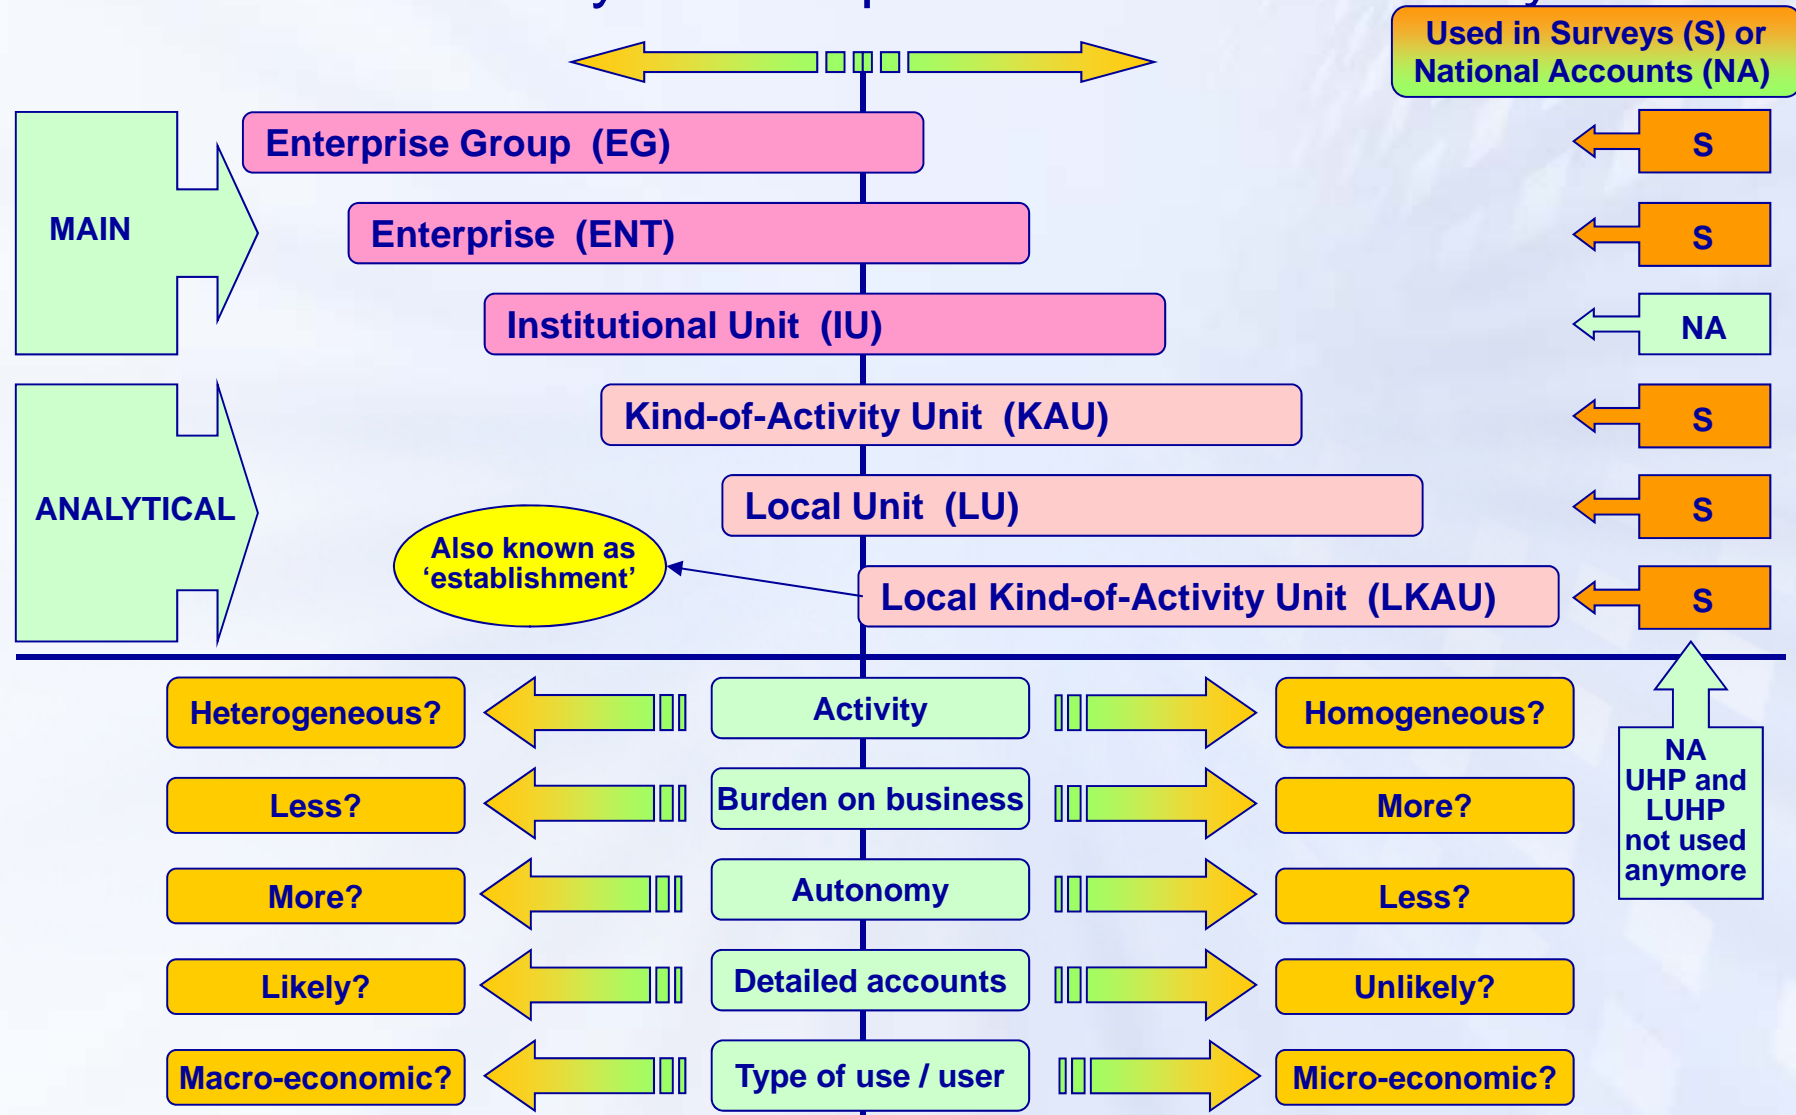 Used in Surveys (S) or
National Accounts (NA)
MAIN
Enterprise Group (EG)
S
Enterprise (ENT)
S
Institutional Unit (IU)
NA
ANALYTICAL
Kind-of-Activity Unit (KAU)
S
Local Unit (LU)
S
Also known as
‘establishment’
Local Kind-of-Activity Unit (LKAU)
S
Heterogeneous?
Activity
Homogeneous?
Less?
Burden on business
More?
More?
Autonomy
Less?
Likely?
Detailed accounts
Unlikely?
Macro-economic?
Type of use / user
Micro-economic?
NA
UHP and
LUHP
not used
anymore